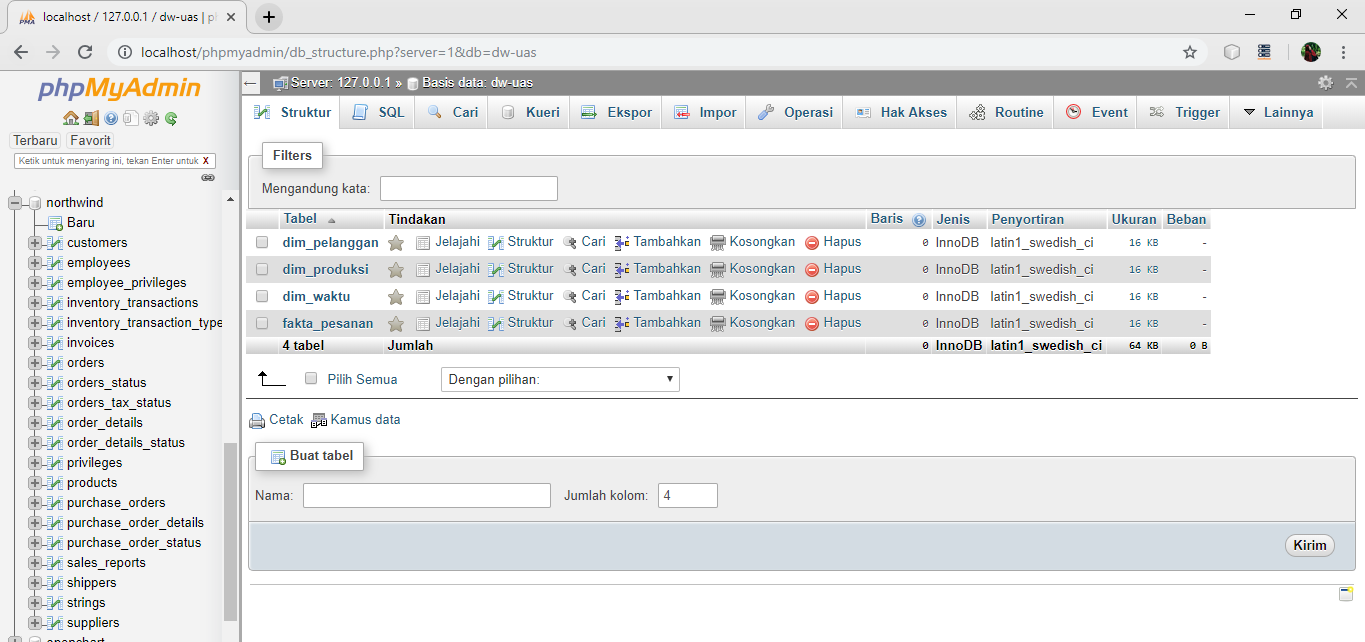 localhost / 127.0.0.1 / dw-uas | pl
localhost/phpmyadmin/db_structure.php?server=1&db=dw-uas
phpMyAdmin
Terbaru Favorit
Ketik untuk menyaring ini, tekan Enter untuk X
northwind
Baru
customers
employees
employee_privileges
inventory_transactions
inventory_transaction_type
invoices
orders
orders_status
orders_tax_status
order_details
order_details_status
privileges
products
purchase_orders
purchase_order_details
purchase_order_status
sales_reports
shippers
strings
suppliers
Server: 127.0.0.1 » Basis data: dw-uas
Struktur SQL Cari Kueri Ekspor Impor Operasi Hak Akses Routine Event Trigger Lainnya
Filters
Mengandung kata:
Tabel Tindakan Baris Jenis Penyortiran Ukuran Beban
dim_pelanggan Jelajahi Struktur Cari Tambahkan Kosongkan Hapus 0 InnoDB latin1_swedish_ci 16 KB -
dim_produksi Jelajahi Struktur Cari Tambahkan Kosongkan Hapus 0 InnoDB latin1_swedish_ci 16 KB -
dim_waktu Jelajahi Struktur Cari Tambahkan Kosongkan Hapus 0 InnoDB latin1_swedish_ci 16 KB -
fakta_pesanan Jelajahi Struktur Cari Tambahkan Kosongkan Hapus 0 InnoDB latin1_swedish_ci 16 KB -
4 tabel Jumlah 0 InnoDB latin1_swedish_ci 64 KB 0 B
Pilih Semua Dengan pilihan:
Cetak Kamus data
Buat tabel
Nama: Jumlah kolom: 4
Kirim